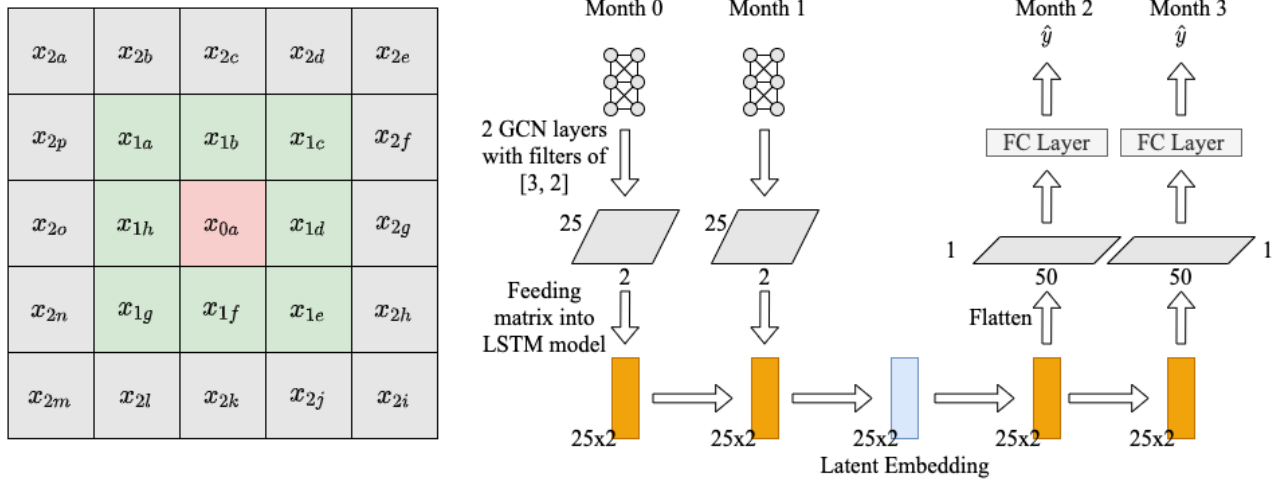 x_{2a} x_{2b} x_{2c} x_{2d} x_{2e}
x_{2p} x_{1a} x_{1b} x_{1c} x_{2f}
x_{2o} x_{1h} x_{0a} x_{1d} x_{2g}
x_{2n} x_{1g} x_{1f} x_{1e} x_{2h}
x_{2m} x_{2l} x_{2k} x_{2j} x_{2i}
Month 0 Month 1 Month 2 Month 3
ŷ ŷ
2 GCN layers
with filters of
[3, 2]
FC Layer FC Layer
25 25
2 2
1 1
50 50
Feeding
matrix into
LSTM model
Flatten
25x2 25x2 25x2 25x2 25x2
Latent Embedding